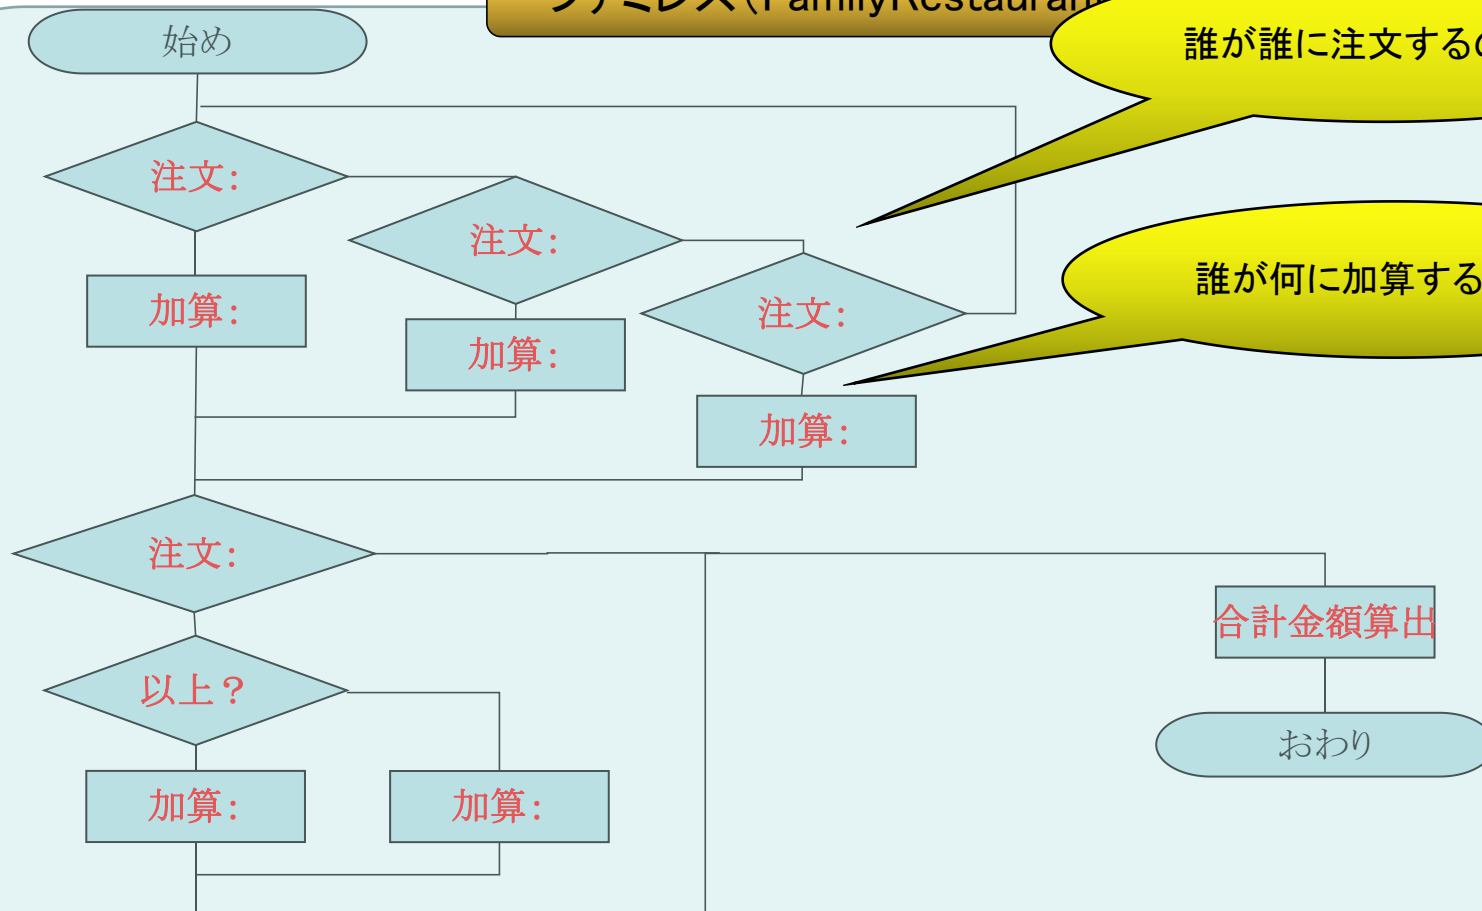 ファミレス(FamilyRestaurant
始め
誰が誰に注文するの
注文:
注文:
誰が何に加算する
注文:
加算:
加算:
加算:
注文:
合計金額算出
以上？
おわり
加算:
加算: